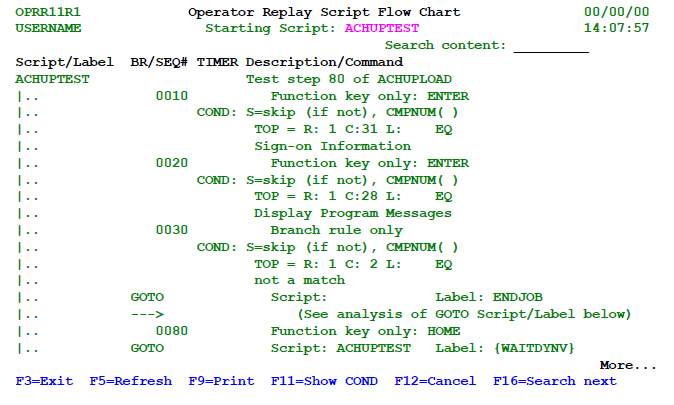 OPRR11R1 Operator Replay Script Flow Chart 00/00/00
USERNAME Starting Script: ACHUPTEST 14:07:57
Search content: _________
Script/Label BR/SEQ# TIMER Description/Command
ACHUPTEST Test step 80 of ACHUPLOAD
|.. 0010 Function key only: ENTER
|.. COND: S=skip (if not), CMPNUM( )
|.. TOP = R: 1 C:31 L: EQ
|.. Sign-on Information
|.. 0020 Function key only: ENTER
|.. COND: S=skip (if not), CMPNUM( )
|.. TOP = R: 1 C:28 L: EQ
|.. Display Program Messages
|.. 0030 Branch rule only
|.. COND: S=skip (if not), CMPNUM( )
|.. TOP = R: 1 C: 2 L: EQ
|.. not a match
|.. GOTO Script: Label: ENDJOB
|.. ---> (See analysis of GOTO Script/Label below)
|.. 0080 Function key only: HOME
|.. GOTO Script: ACHUPTEST Label: {WAITDYNV}
More...
F3=Exit F5=Refresh F9=Print F11=Show COND F12=Cancel F16=Search next